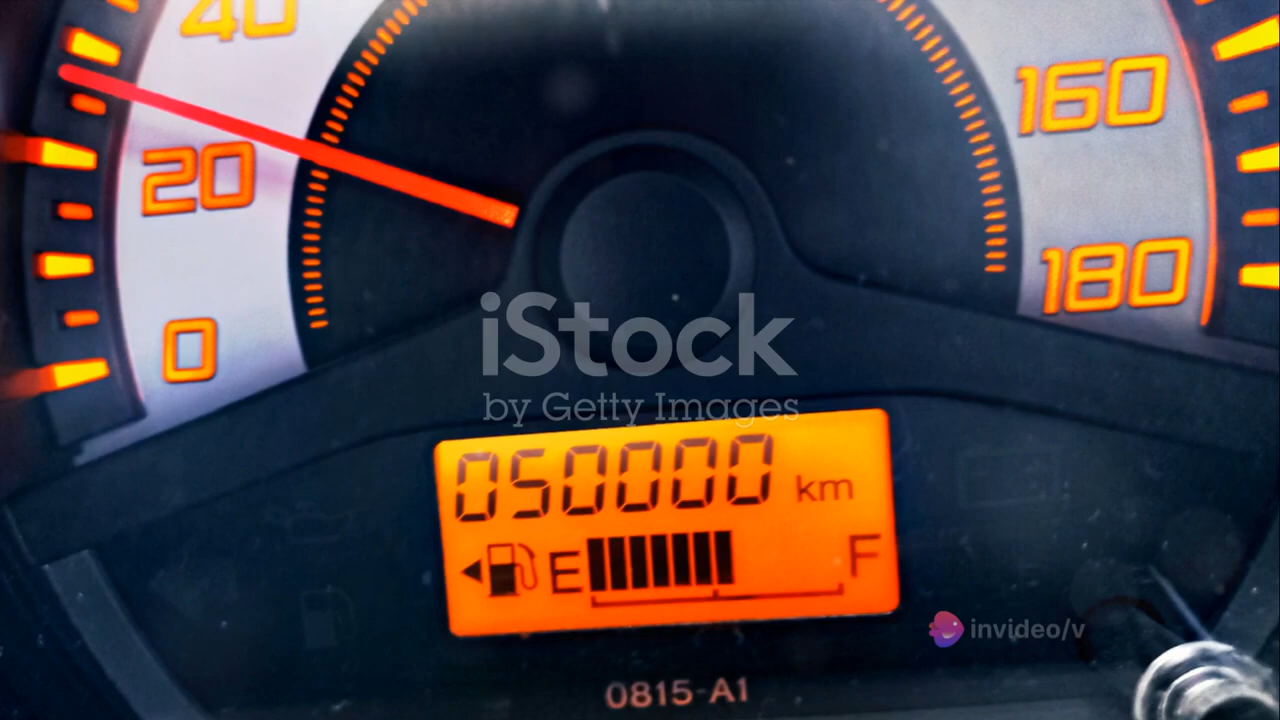 40
20
0
160
180
iStock
by Getty Images
050000 km
E F
invideo/v
0815-A1